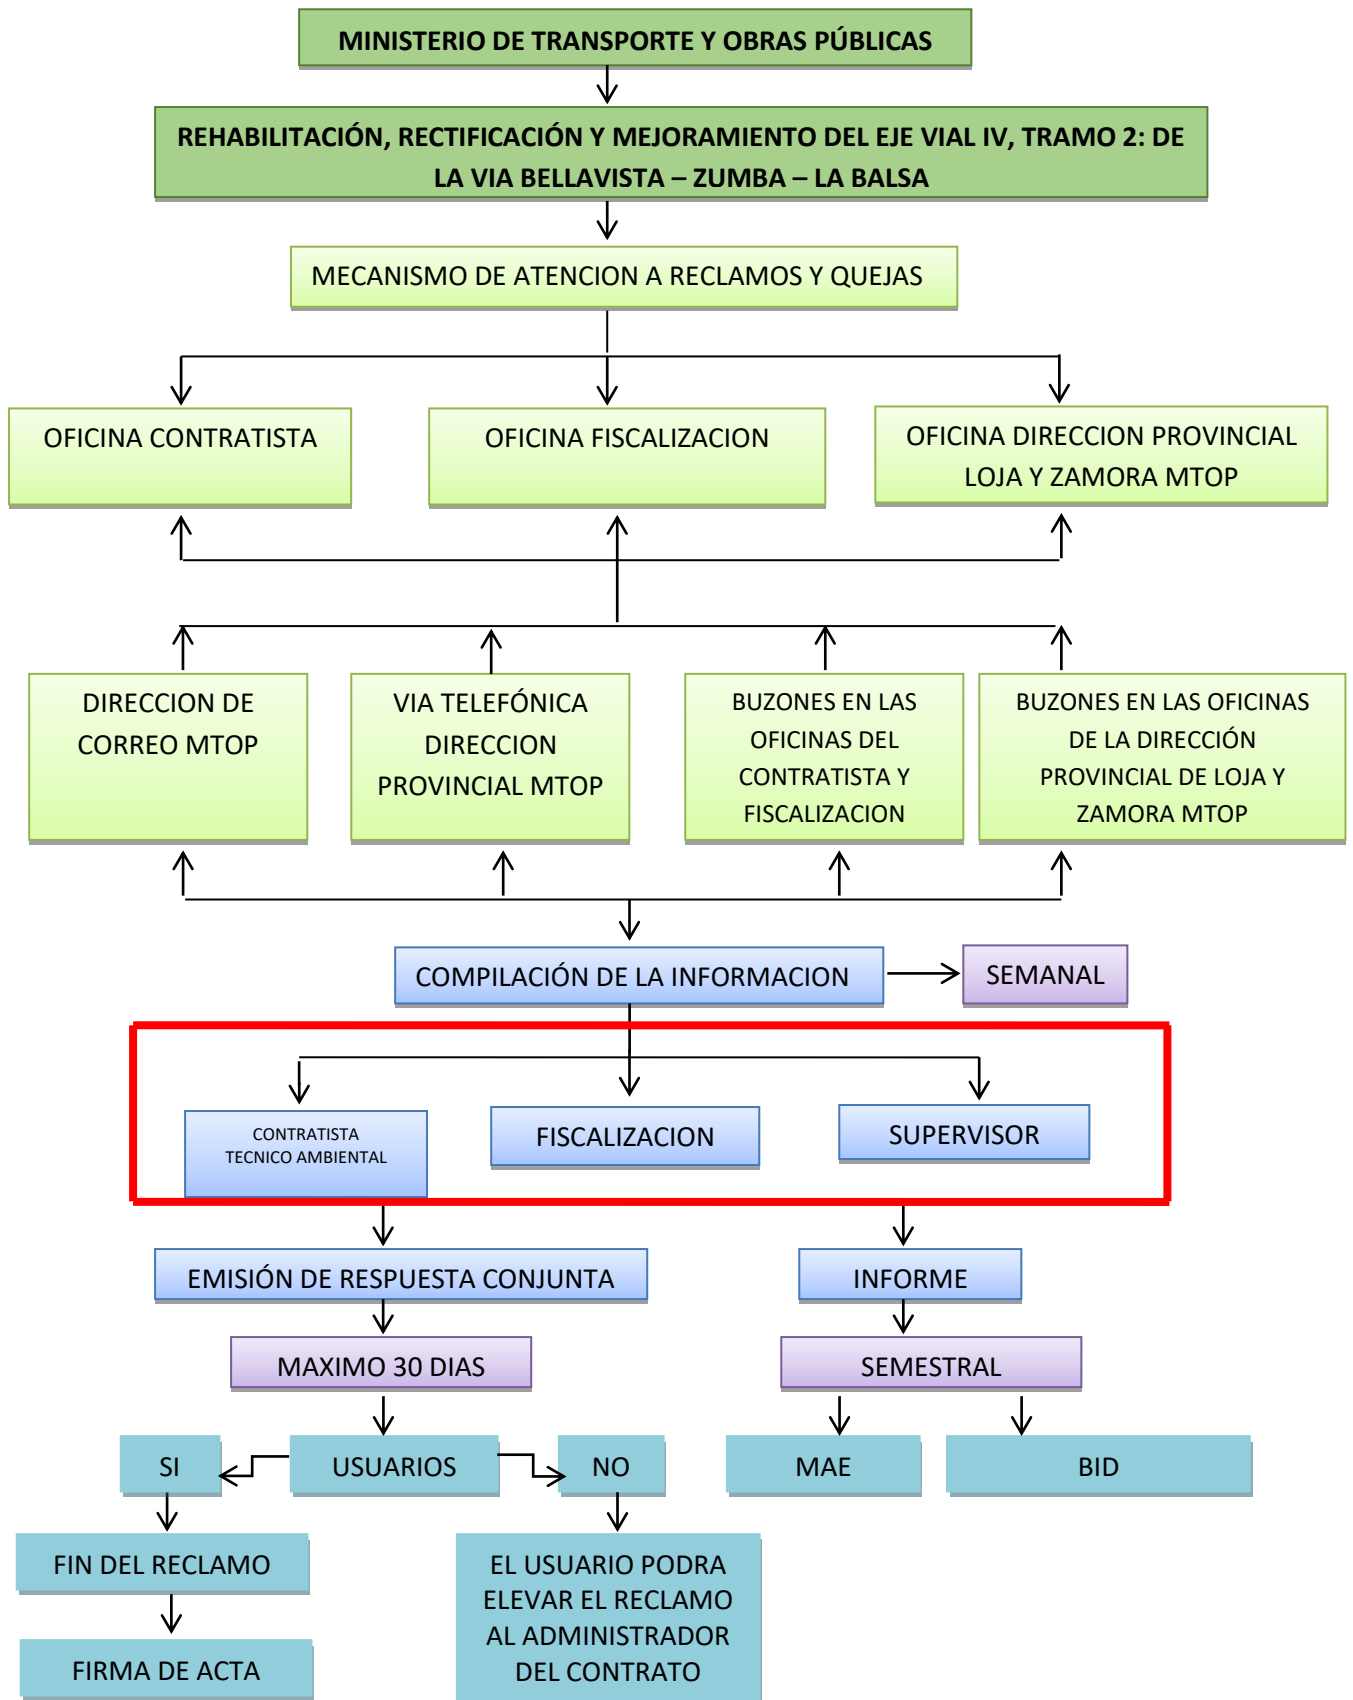 MINISTERIO DE TRANSPORTE Y OBRAS PÚBLICAS
REHABILITACIÓN, RECTIFICACIÓN Y MEJORAMIENTO DEL EJE VIAL IV, TRAMO 2: DE
LA VIA BELLAVISTA – ZUMBA – LA BALSA
MECANISMO DE ATENCION A RECLAMOS Y QUEJAS
OFICINA CONTRATISTA
OFICINA FISCALIZACION
OFICINA DIRECCION PROVINCIAL
LOJA Y ZAMORA MTOP
DIRECCION DE
CORREO MTOP
VIA TELEFÓNICA
DIRECCION
PROVINCIAL MTOP
BUZONES EN LAS
OFICINAS DEL
CONTRATISTA Y
FISCALIZACION
BUZONES EN LAS OFICINAS
DE LA DIRECCIÓN
PROVINCIAL DE LOJA Y
ZAMORA MTOP
COMPILACIÓN DE LA INFORMACION
SEMANAL
CONTRATISTA
TECNICO AMBIENTAL
FISCALIZACION
SUPERVISOR
EMISIÓN DE RESPUESTA CONJUNTA
INFORME
MAXIMO 30 DIAS
SEMESTRAL
SI
USUARIOS
NO
MAE
BID
FIN DEL RECLAMO
FIRMA DE ACTA
EL USUARIO PODRA
ELEVAR EL RECLAMO
AL ADMINISTRADOR
DEL CONTRATO